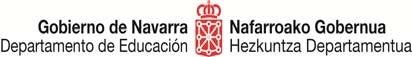 Gobierno de Navarra Nafarroako Gobernua
Departamento de Educación Hezkuntza Departamentua